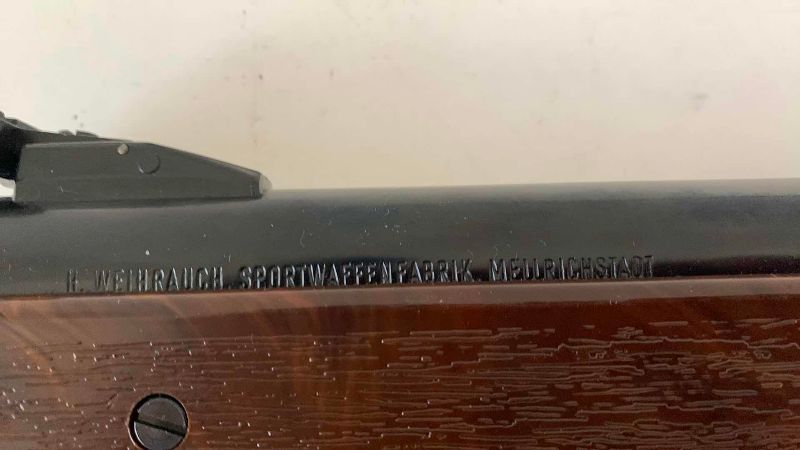 H. WEIHRAUCH. SPORTWAFFENFABRIK. MELLRICHSTADT